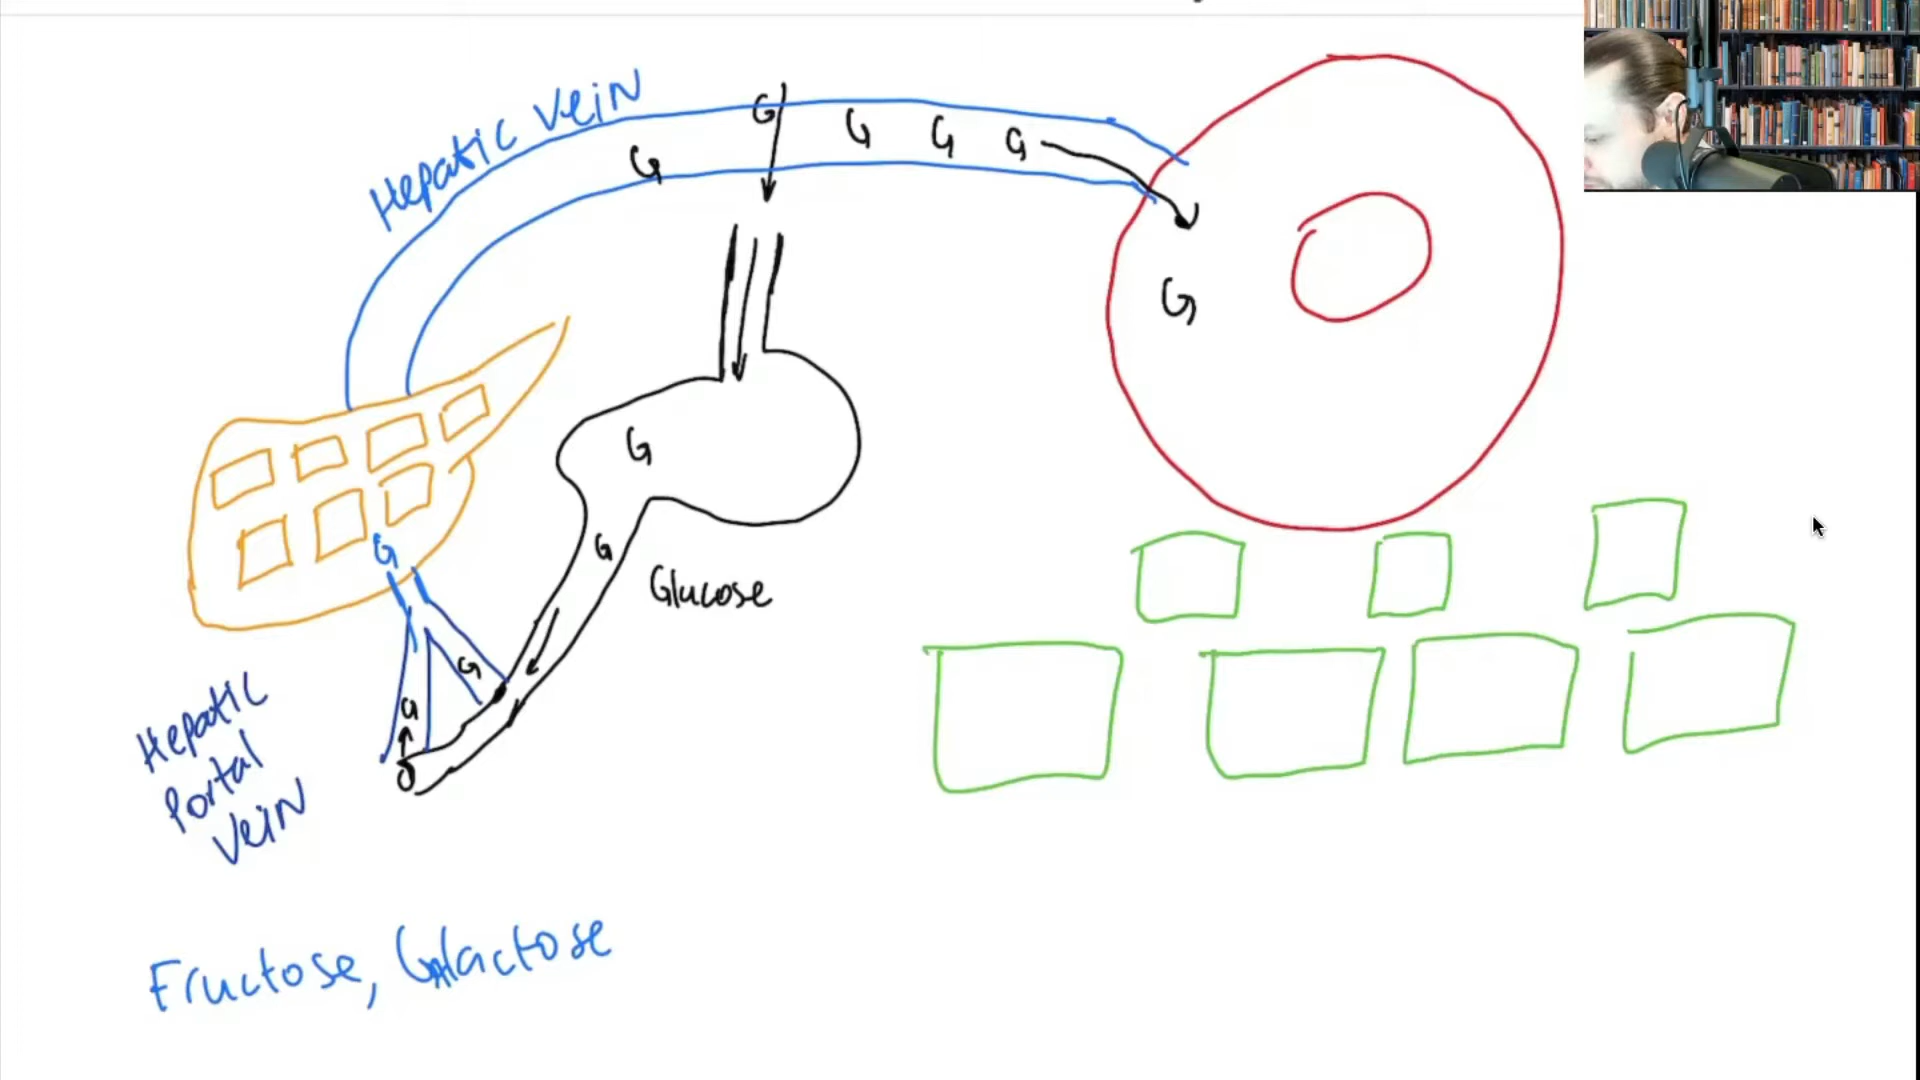 Hepatic Vein
G
G
G
G
G
G
G
G
G
Glucose
G
G
G
Hepatic
Portal
Vein
Fructose, Galactose